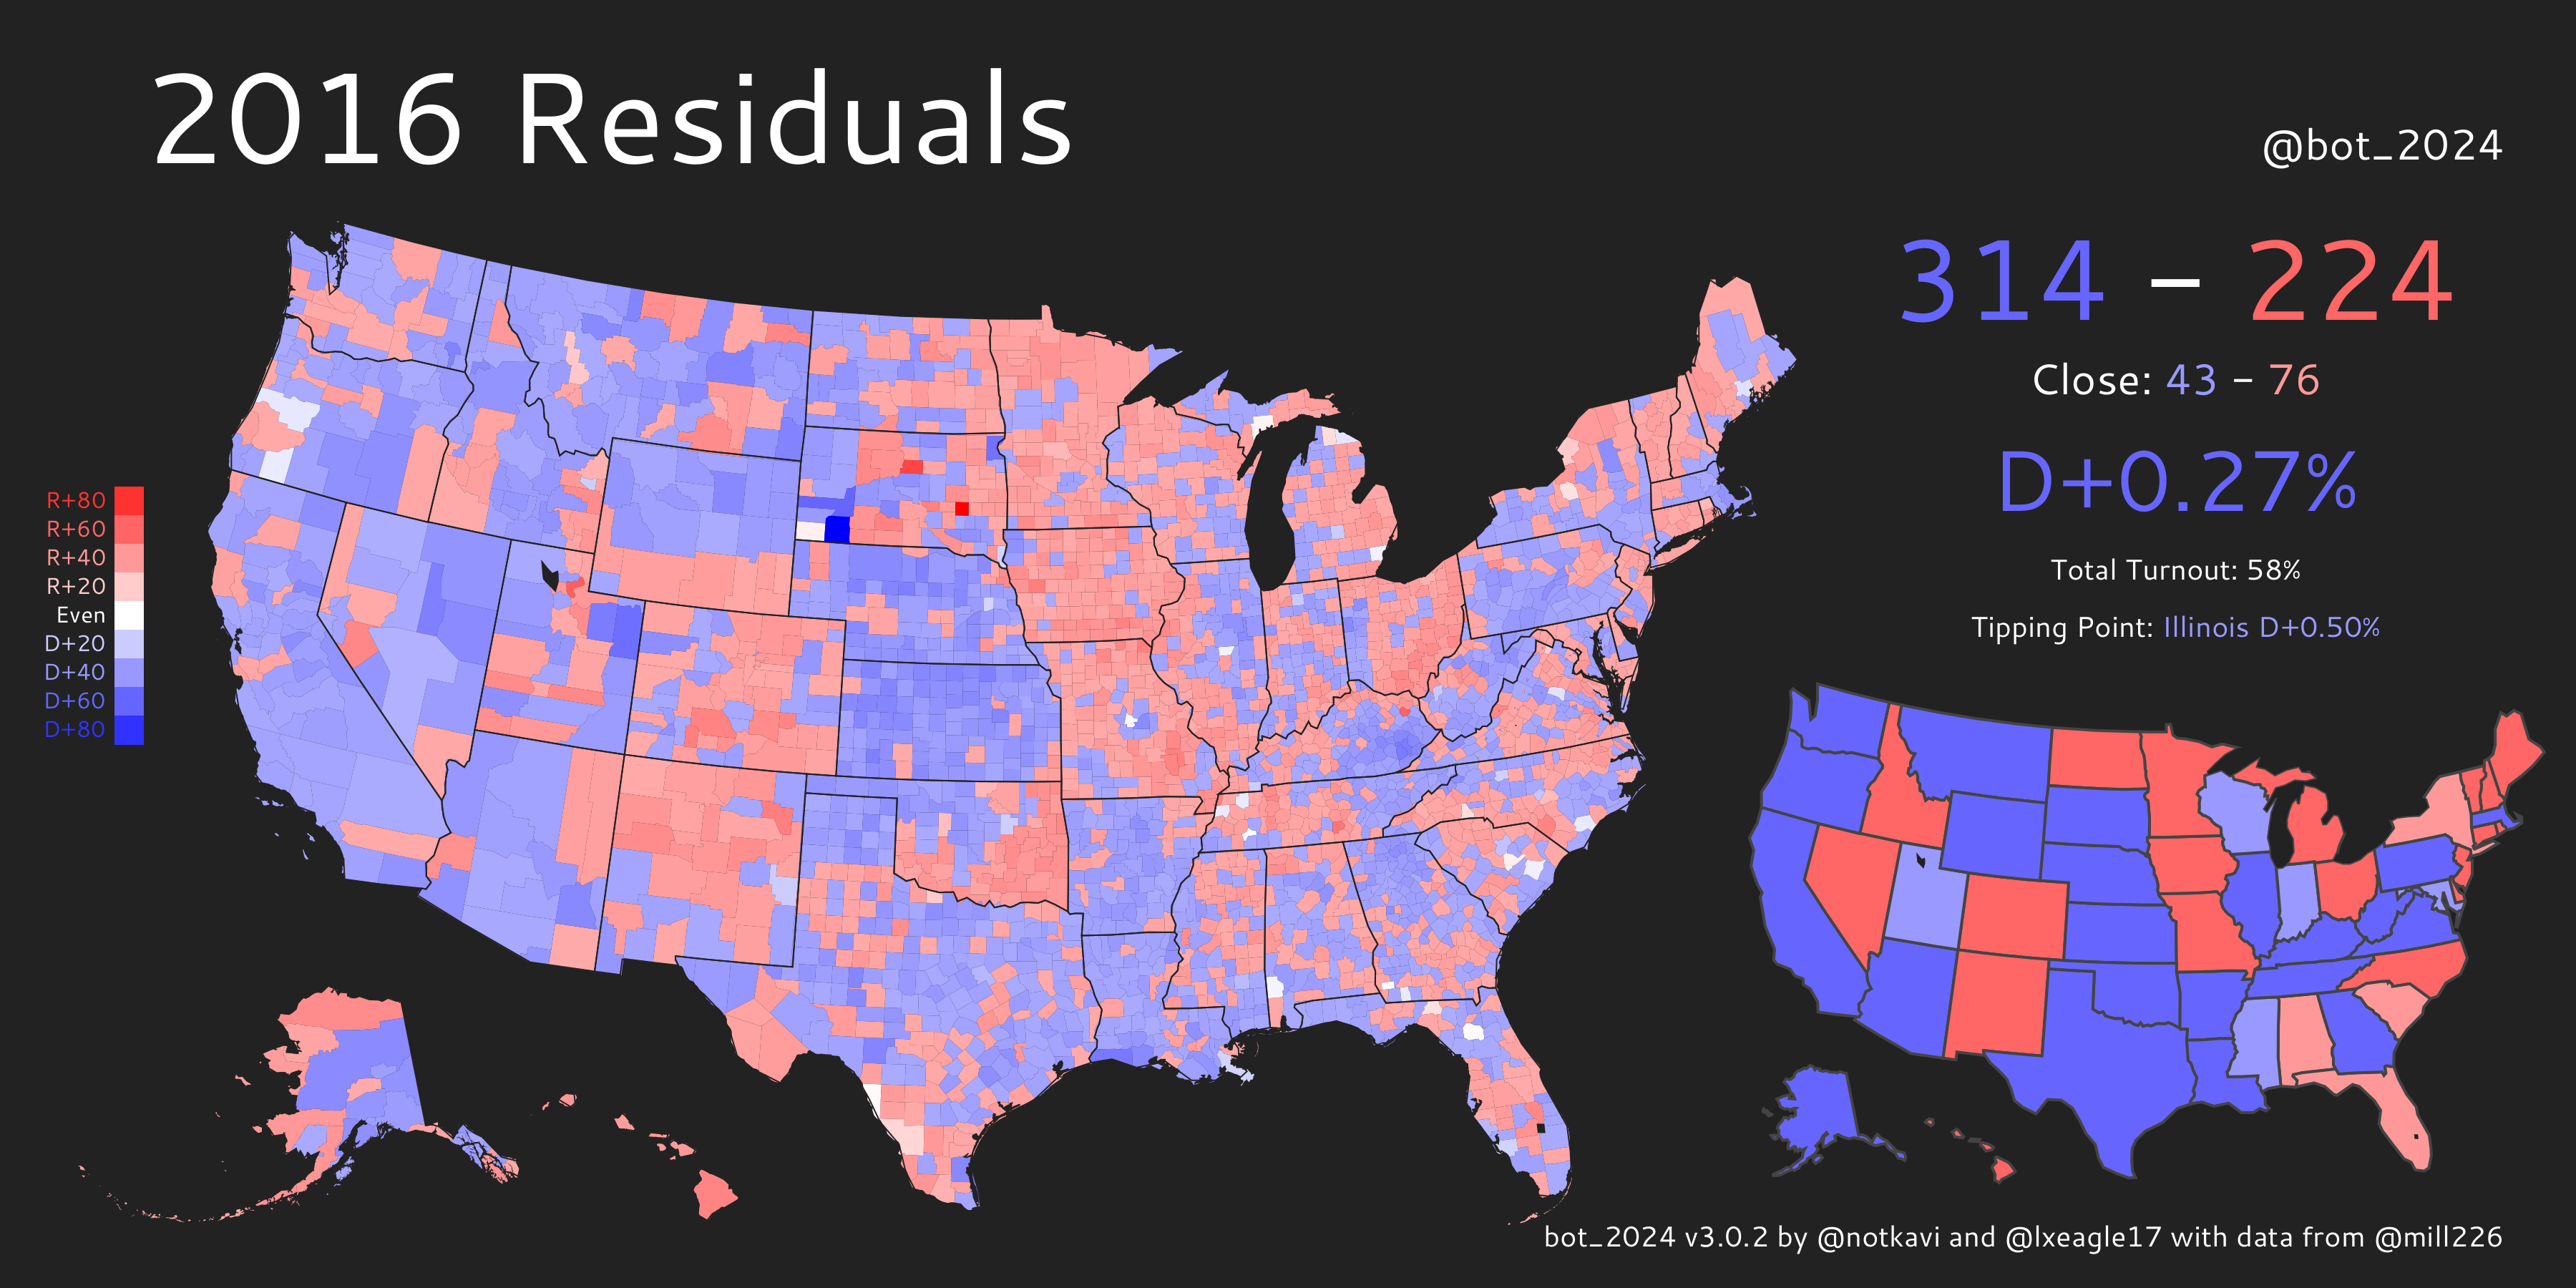 2016 Residuals
@bot_2024
314 - 224
Close: 43 - 76
D+0.27%
Total Turnout: 58%
Tipping Point: Illinois D+0.50%
R+80
R+60
R+40
R+20
Even
D+20
D+40
D+60
D+80
bot_2024 v3.0.2 by @notkavi and @lxeagle17 with data from @mill226